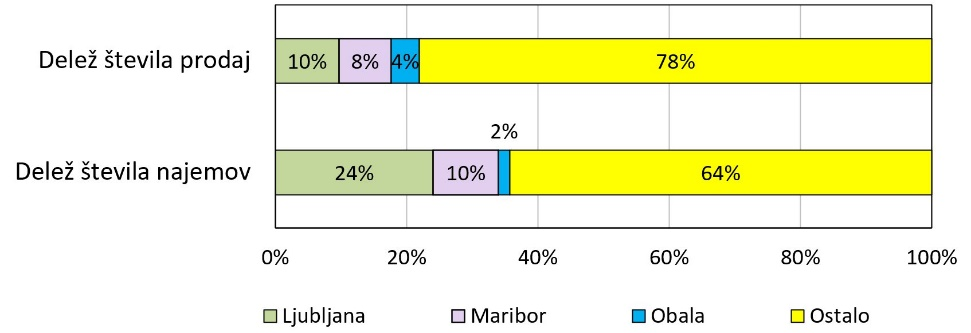 Delež števila prodaj
10% 8% 4% 78%
2%
Delež števila najemov
24% 10% 64%
0% 20% 40% 60% 80% 100%
Ljubljana Maribor Obala Ostalo